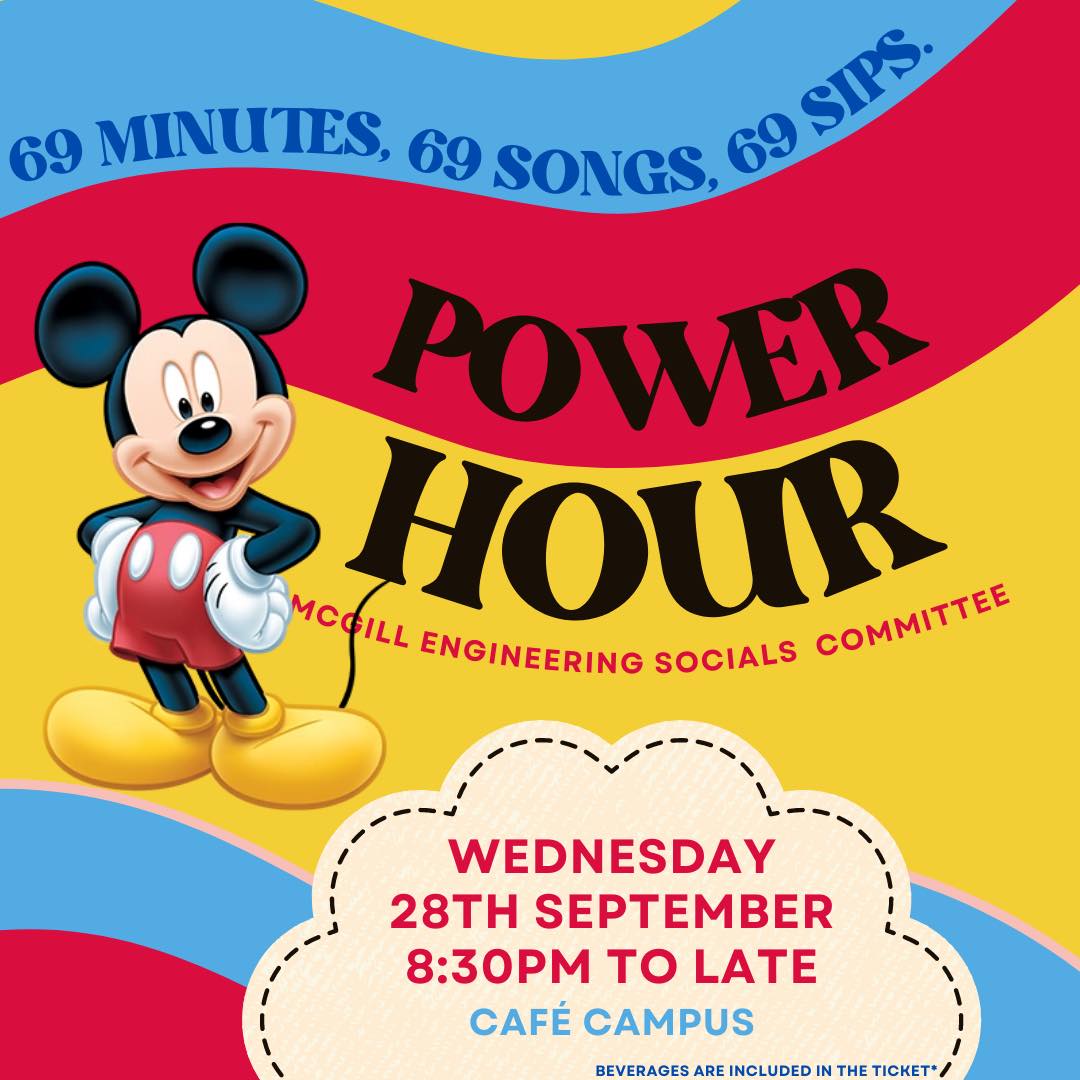 69 MINUTES, 69 SONGS, 69 SIPS.
POWER
HOUR
MCGILL ENGINEERING SOCIALS COMMITTEE
WEDNESDAY
28TH SEPTEMBER
8:30PM TO LATE
CAFÉ CAMPUS
BEVERAGES ARE INCLUDED IN THE TICKET*